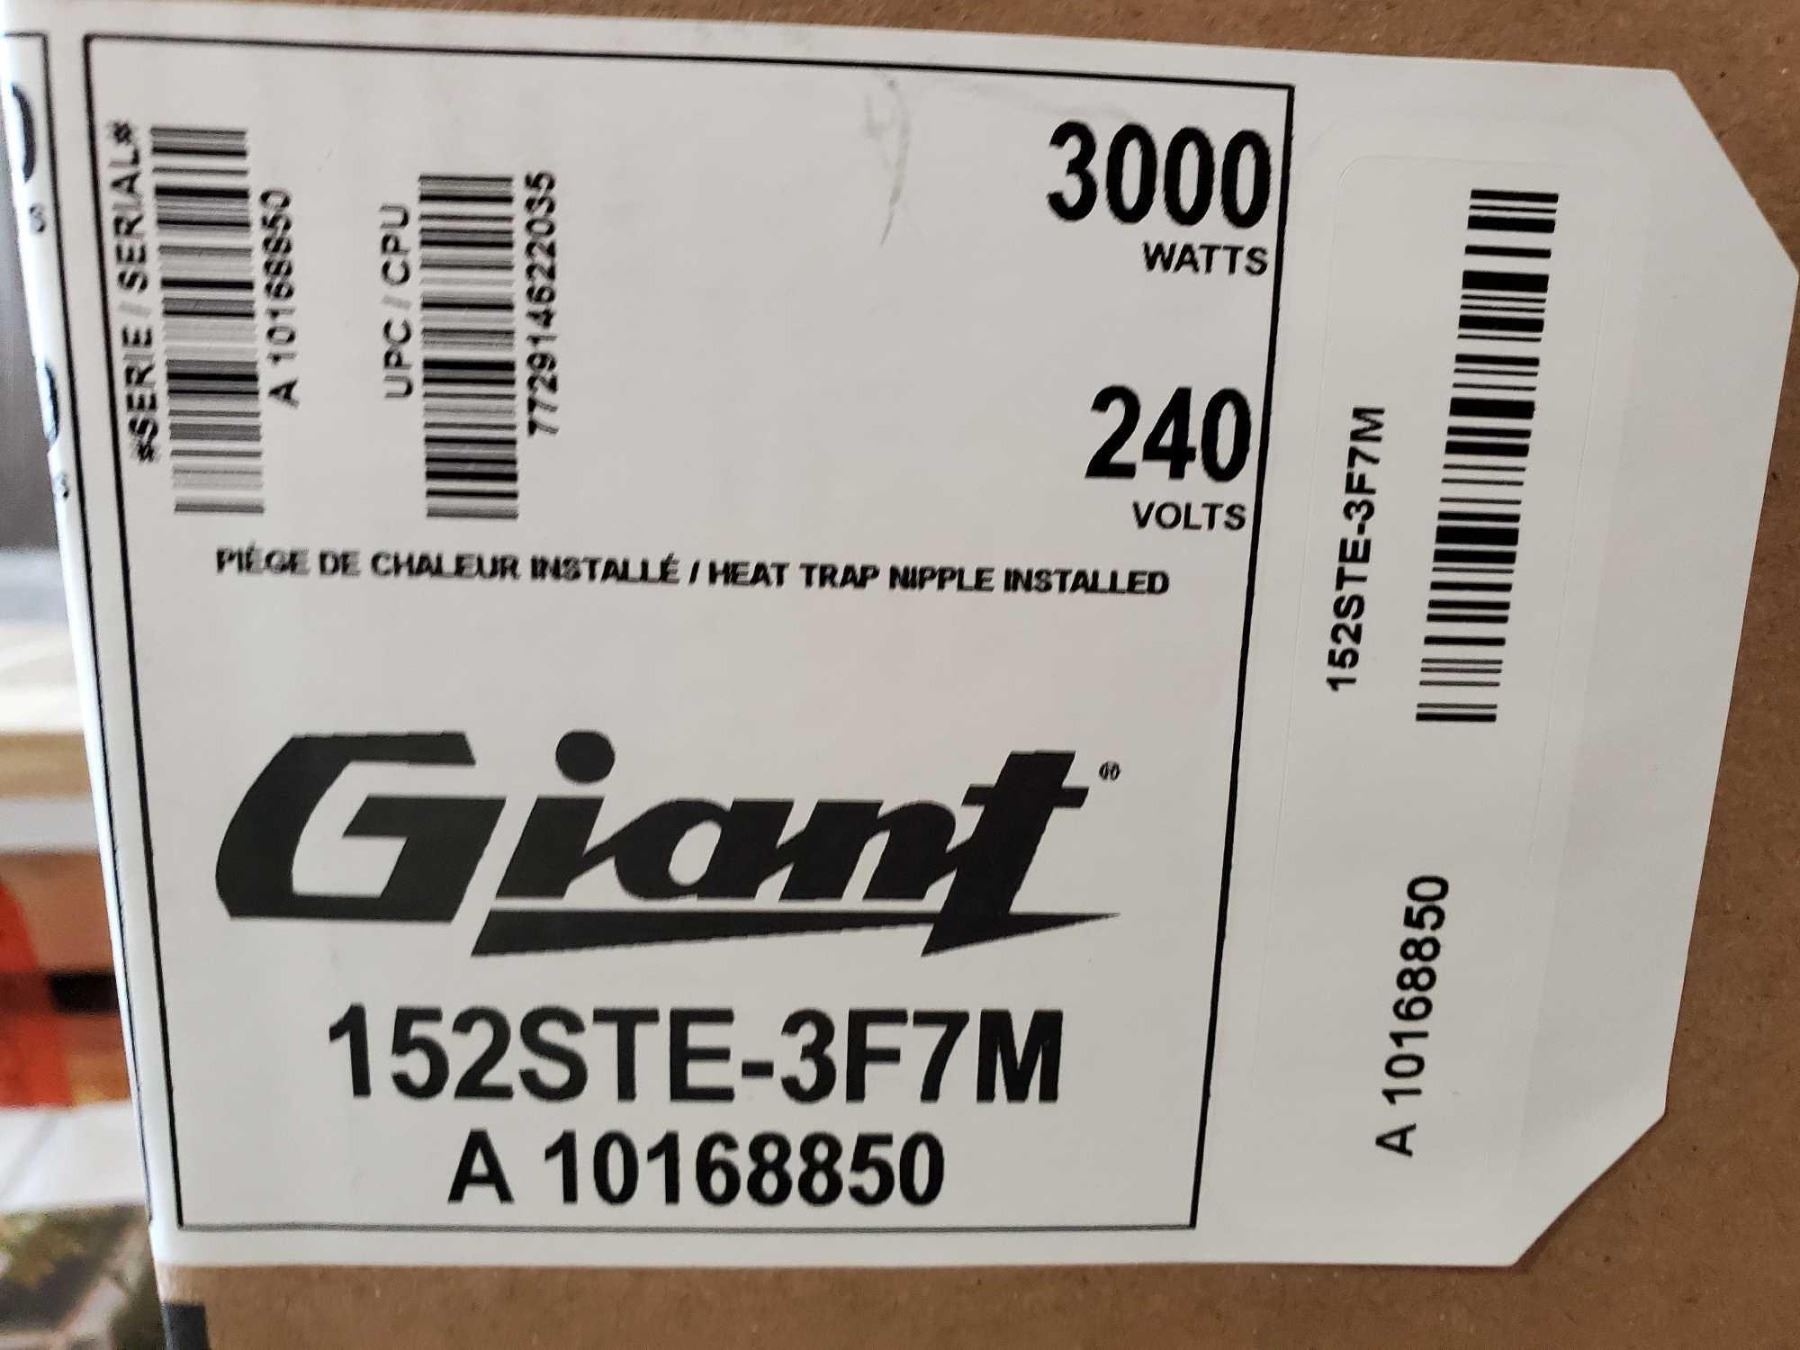 *SERIE / SERIAL*
A 10168850
UPC / CPU
772914622035
3000
WATTS
240
VOLTS
PIÉGE DE CHALEUR INSTALLÉ / HEAT TRAP NIPPLE INSTALLED
Giant®
152STE-3F7M
A 10168850
152STE-3F7M
A 10168850